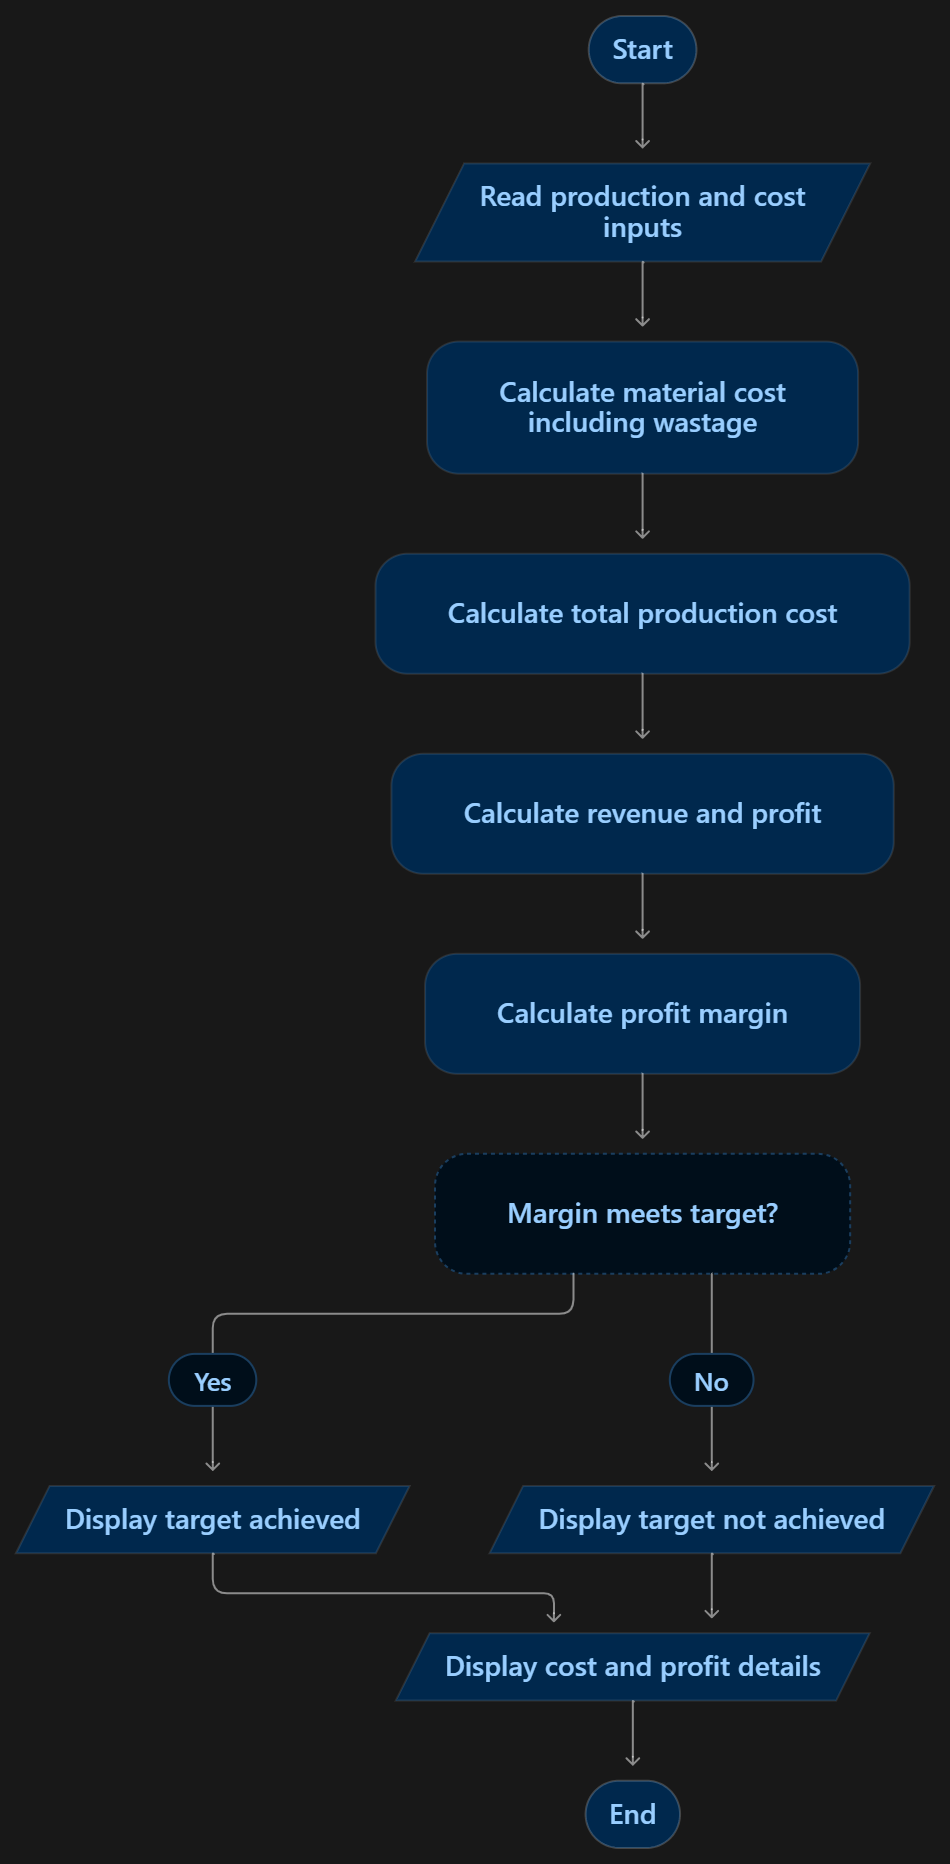 Start
Read production and cost
inputs
Calculate material cost
including wastage
Calculate total production cost
Calculate revenue and profit
Calculate profit margin
Margin meets target?
Yes
No
Display target achieved
Display target not achieved
Display cost and profit details
End